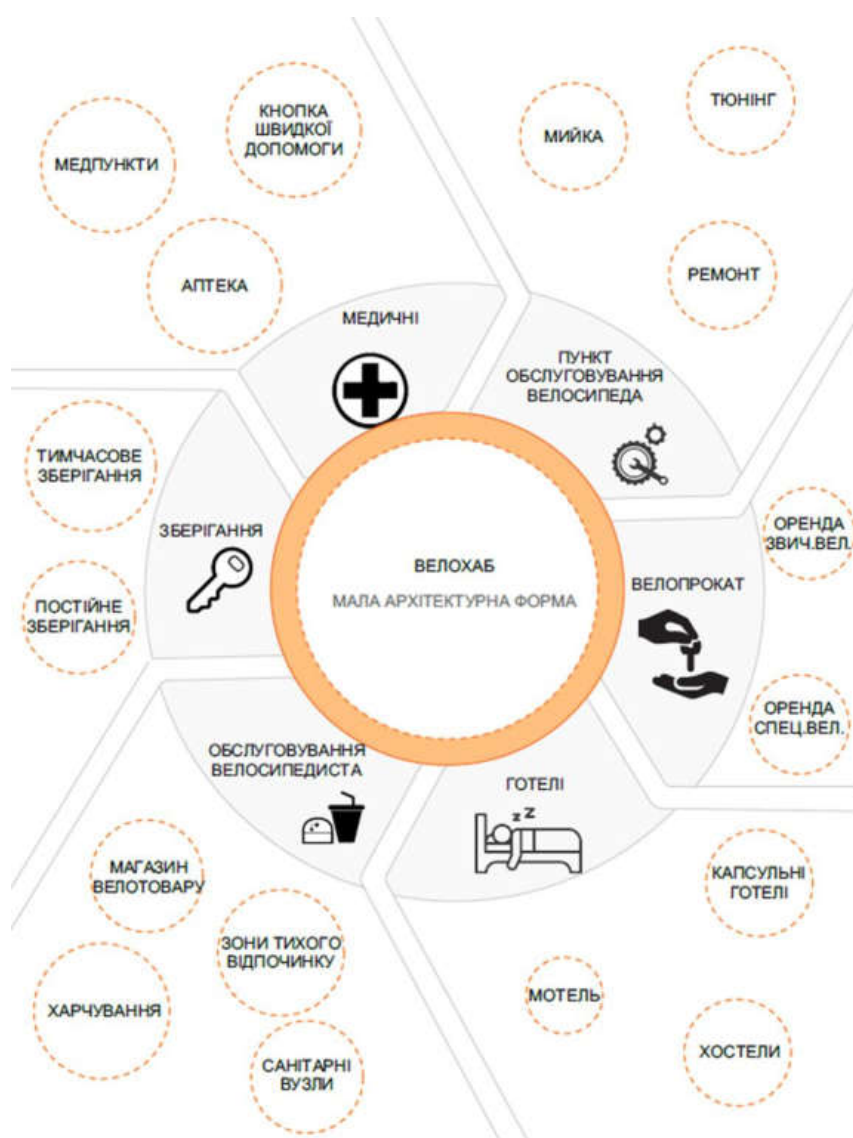 КНОПКА
ШВИДКОЇ
ДОПОМОГИ
МЕДПУНКТИ
АПТЕКА
МЕДИЧНІ
ТЮНІНГ
МИЙКА
РЕМОНТ
ПУНКТ
ОБСЛУГОВУВАННЯ
ВЕЛОСИПЕДА
ТИМЧАСОВЕ
ЗБЕРІГАННЯ
ПОСТІЙНЕ
ЗБЕРІГАННЯ
ЗБЕРІГАННЯ
ВЕЛОХАБ
МАЛА АРХІТЕКТУРНА ФОРМА
ВЕЛОПРОКАТ
ОРЕНДА
ЗВИЧ.ВЕЛ.
ОРЕНДА
СПЕЦ.ВЕЛ.
ОБСЛУГОВУВАННЯ
ВЕЛОСИПЕДИСТА
МАГАЗИН
ВЕЛОТОВАРУ
ЗОНИ ТИХОГО
ВІДПОЧИНКУ
ХАРЧУВАННЯ
САНІТАРНІ
ВУЗЛИ
ГОТЕЛІ
z Z
КАПСУЛЬНІ
ГОТЕЛІ
МОТЕЛЬ
ХОСТЕЛИ